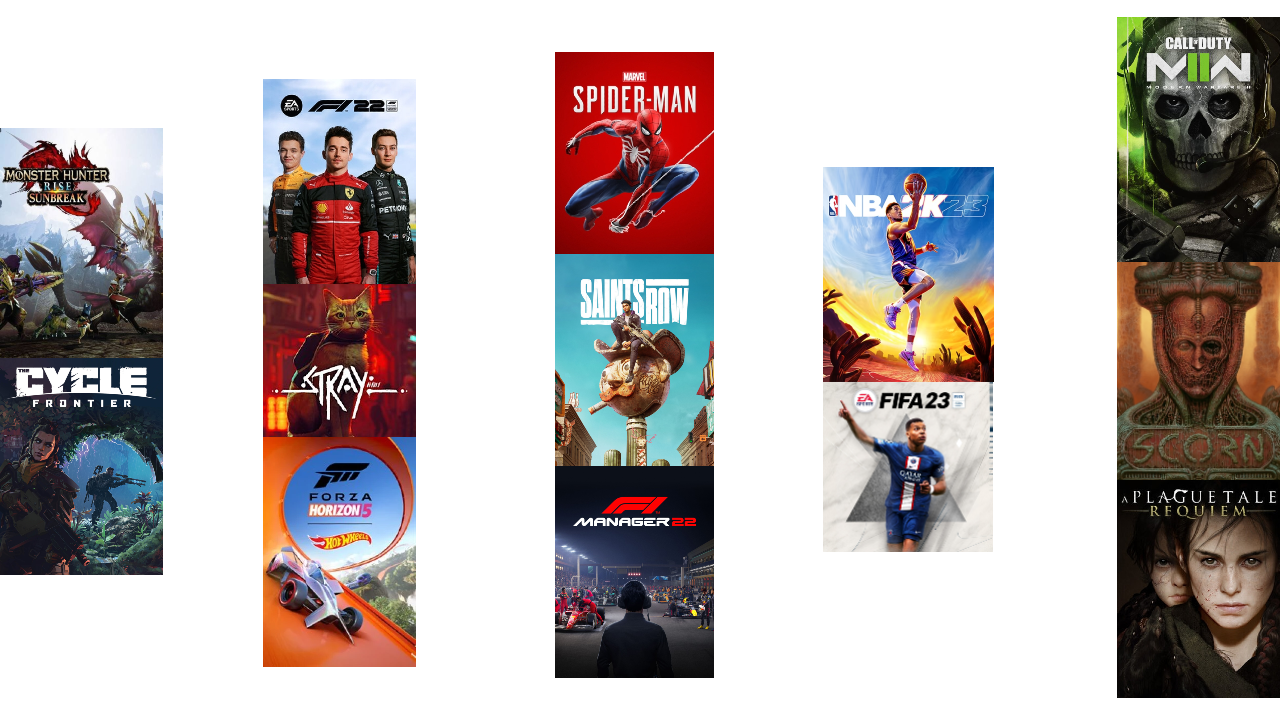 MONSTER HUNTER
RISE
SUNBREAK
THE
CYCLE
FRONTIER
EA
SPORTS
F1 22
STRAY
FORZA
HORIZON 5
Hot Wheels
MARVEL
SPIDER-MAN
SAINTS
ROW
F1
MANAGER 22
NBA 2K23
EA
SPORTS
FIFA 23
QATAR
CALL OF DUTY
MWII
MODERN WARFARE II
SCORN
A PLAGUE TALE
REQUIEM